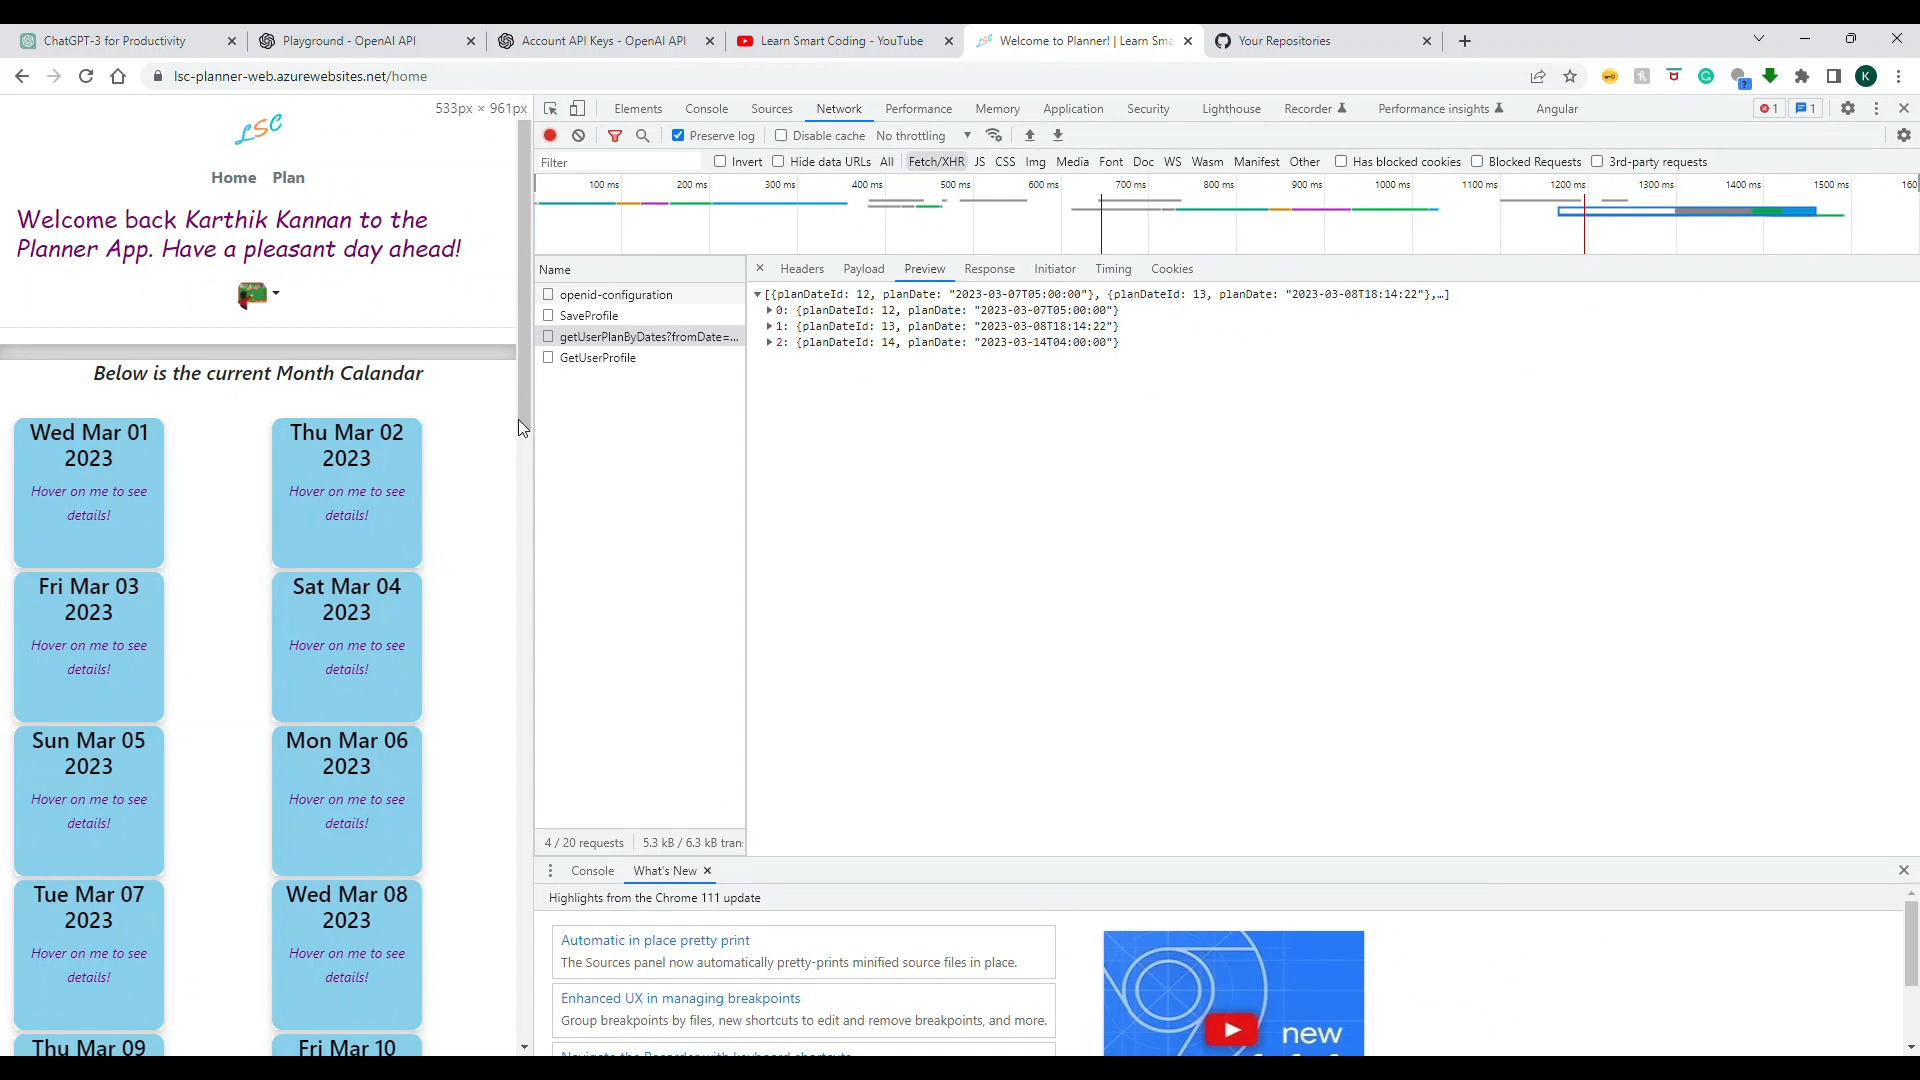 ChatGPT-3 for Productivity
Playground - OpenAI API
Account API Keys - OpenAI API
Learn Smart Coding - YouTube
Welcome to Planner! | Learn Sma
Your Repositories
lsc-planner-web.azurewebsites.net/home
K
533px × 961px
LSC
Home Plan
Welcome back Karthik Kannan to the
Planner App. Have a pleasant day ahead!
Below is the current Month Calandar
Wed Mar 01
2023
Hover on me to see
details!
Thu Mar 02
2023
Hover on me to see
details!
Fri Mar 03
2023
Hover on me to see
details!
Sat Mar 04
2023
Hover on me to see
details!
Sun Mar 05
2023
Hover on me to see
details!
Mon Mar 06
2023
Hover on me to see
details!
Tue Mar 07
2023
Hover on me to see
details!
Wed Mar 08
2023
Hover on me to see
details!
Thu Mar 09
Fri Mar 10
Elements Console Sources Network Performance Memory Application Security Lighthouse Recorder Performance insights Angular 1 1
Preserve log Disable cache No throttling
Filter Invert Hide data URLs All Fetch/XHR JS CSS Img Media Font Doc WS Wasm Manifest Other Has blocked cookies Blocked Requests 3rd-party requests
100 ms 200 ms 300 ms 400 ms 500 ms 600 ms 700 ms 800 ms 900 ms 1000 ms 1100 ms 1200 ms 1300 ms 1400 ms 1500 ms 160
Name
openid-configuration
SaveProfile
getUserPlanByDates?fromDate=...
GetUserProfile
4 / 20 requests 5.3 kB / 6.3 kB tran
Headers Payload Preview Response Initiator Timing Cookies
[{planDateId: 12, planDate: "2023-03-07T05:00:00"}, {planDateId: 13, planDate: "2023-03-08T18:14:22"},…]
0: {planDateId: 12, planDate: "2023-03-07T05:00:00"}
1: {planDateId: 13, planDate: "2023-03-08T18:14:22"}
2: {planDateId: 14, planDate: "2023-03-14T04:00:00"}
Console What's New
Highlights from the Chrome 111 update
Automatic in place pretty print
The Sources panel now automatically pretty-prints minified source files in place.
Enhanced UX in managing breakpoints
Group breakpoints by files, new shortcuts to edit and remove breakpoints, and more.
new